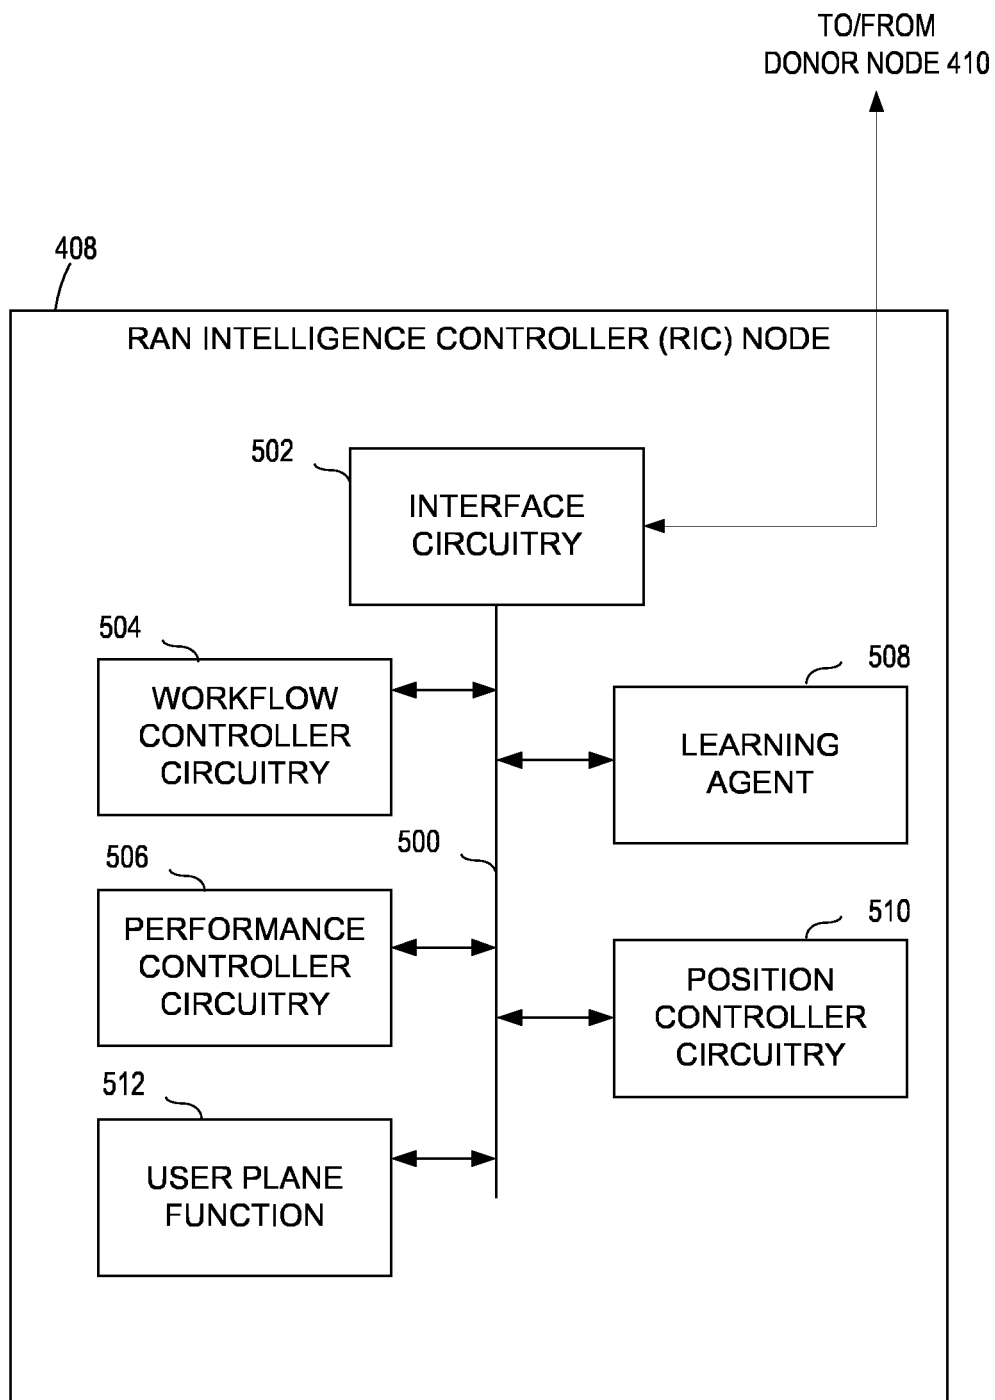 TO/FROM
DONOR NODE 410
408
RAN INTELLIGENCE CONTROLLER (RIC) NODE
502
INTERFACE
CIRCUITRY
504
WORKFLOW
CONTROLLER
CIRCUITRY
508
LEARNING
AGENT
500
506
PERFORMANCE
CONTROLLER
CIRCUITRY
510
POSITION
CONTROLLER
CIRCUITRY
512
USER PLANE
FUNCTION